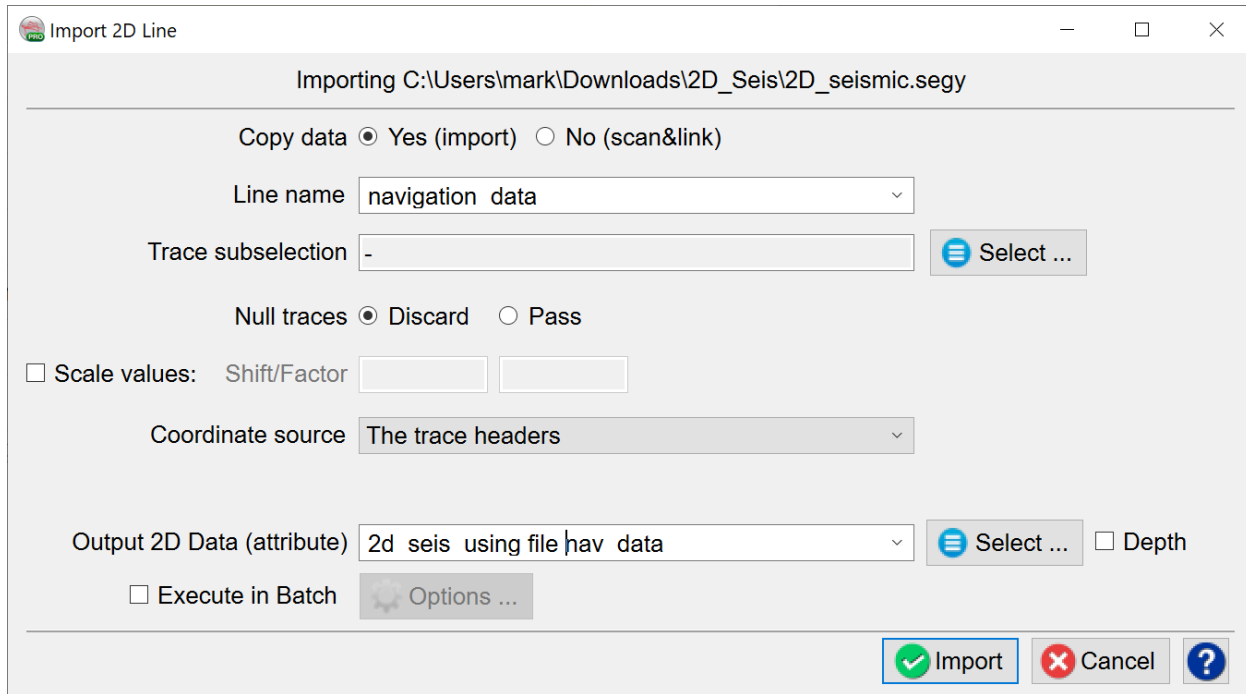 PRO Import 2D Line
Importing C:\Users\mark\Downloads\2D_Seis\2D_seismic.segy
Copy data Yes (import) No (scan&link)
Line name navigation data
Trace subselection - Select ...
Null traces Discard Pass
Scale values: Shift/Factor
Coordinate source The trace headers
Output 2D Data (attribute) 2d seis using file nav data Select ... Depth
Execute in Batch Options ...
Import Cancel ?